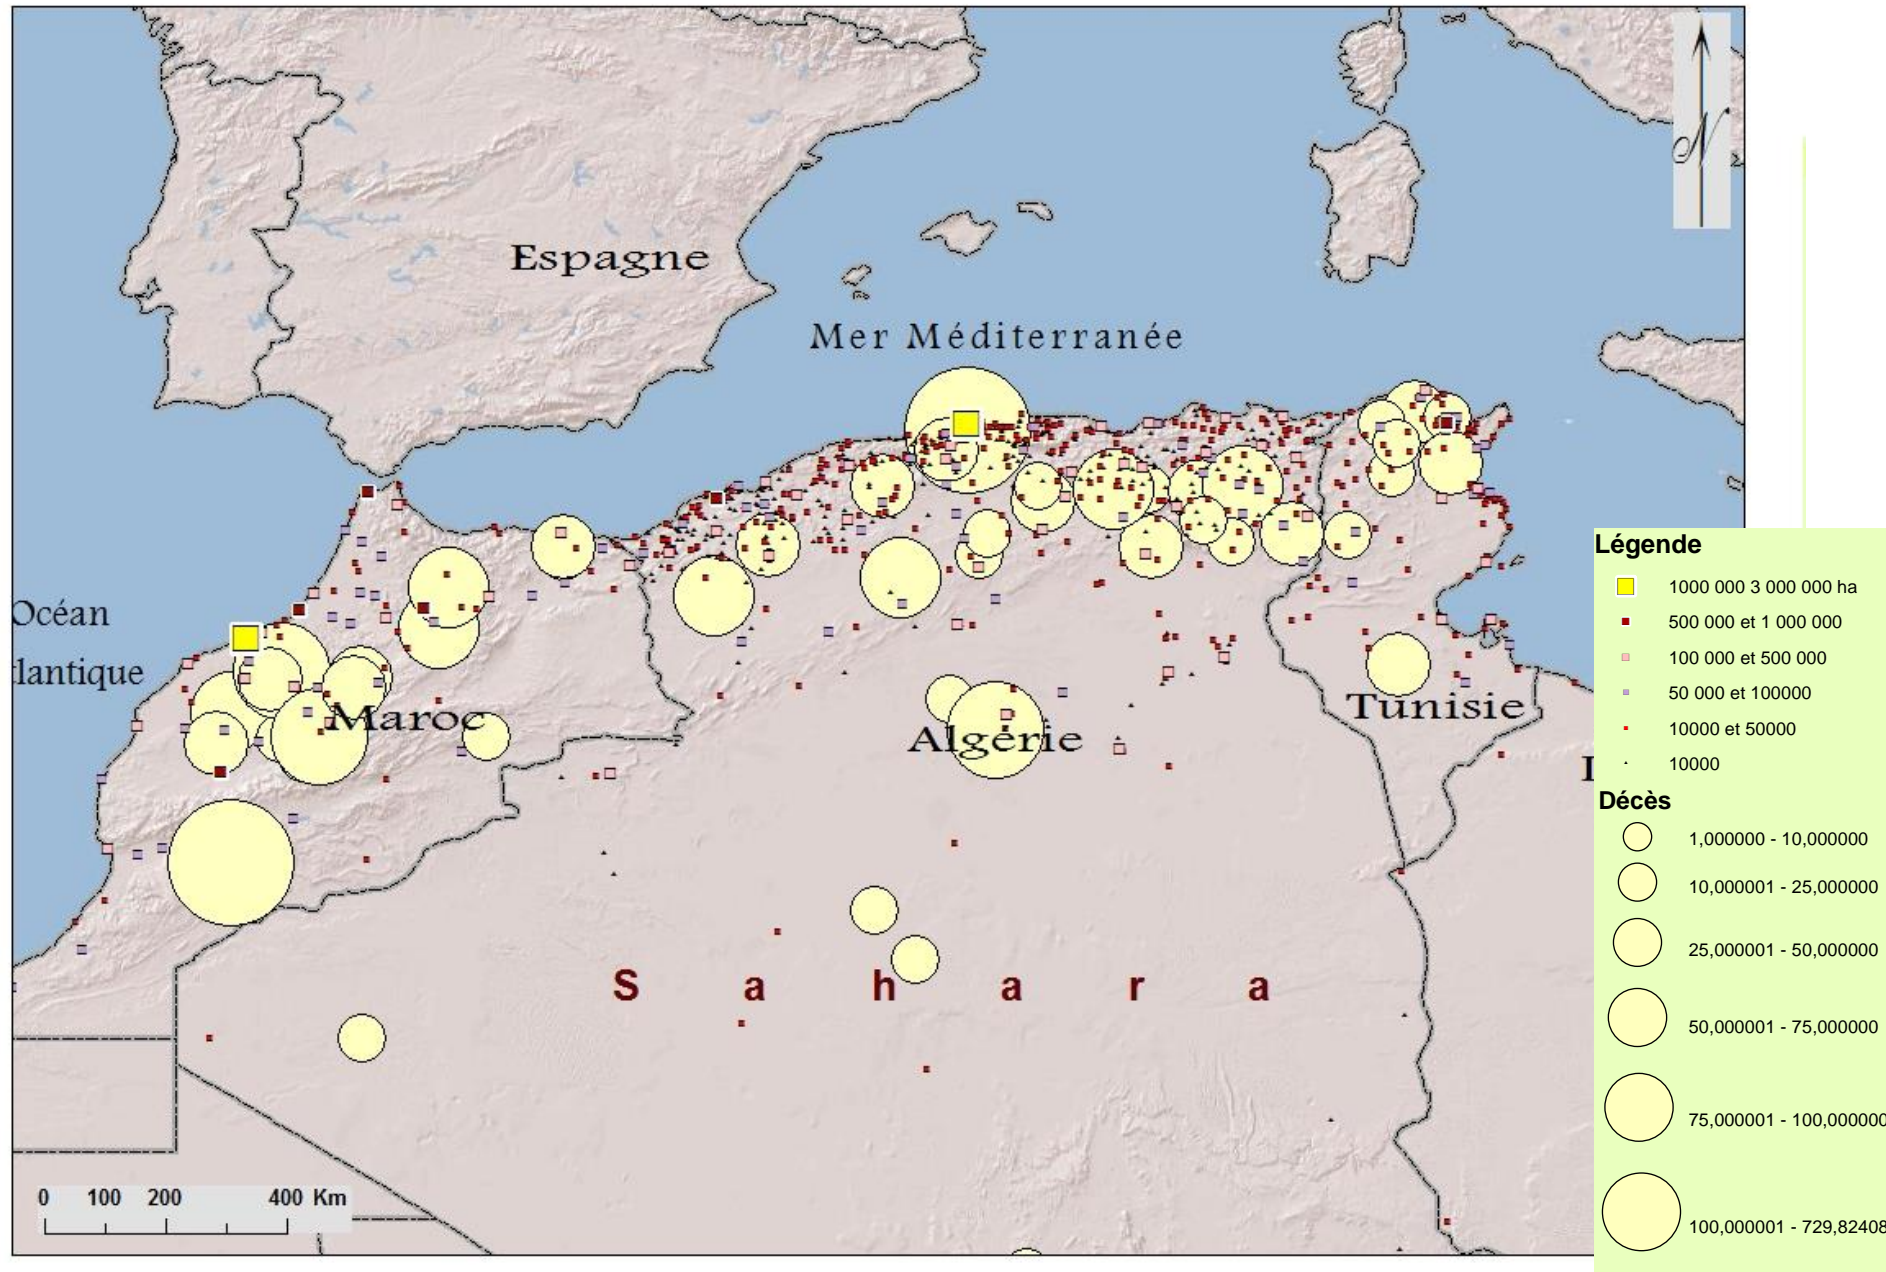 N
Espagne
Mer Méditerranée
Océan
tlantique
Maroc
Algérie
Tunisie
S a h a r a
0 100 200 400 Km
Légende
1000 000 3 000 000 ha
500 000 et 1 000 000
100 000 et 500 000
50 000 et 100000
10000 et 50000
10000
Décès
1,000000 - 10,000000
10,000001 - 25,000000
25,000001 - 50,000000
50,000001 - 75,000000
75,000001 - 100,000000
100,000001 - 729,82408